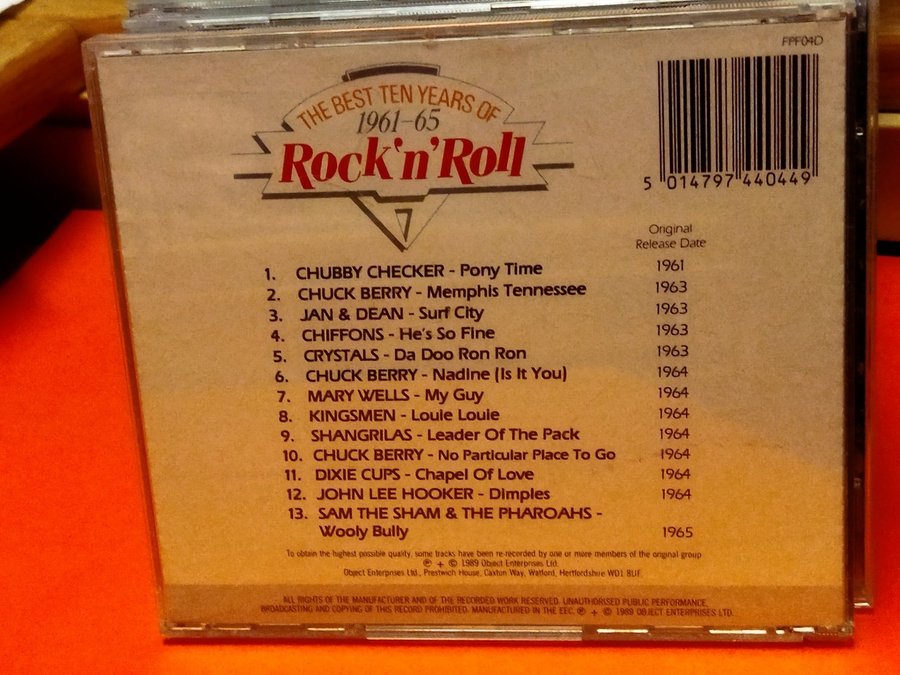 FPF04D
THE BEST TEN YEARS OF
1961-65
Rock 'n' Roll
5 014797 440449
Original
Release Date
1. CHUBBY CHECKER - Pony Time 1961
2. CHUCK BERRY - Memphis Tennessee 1963
3. JAN & DEAN - Surf City 1963
4. CHIFFONS - He's So Fine 1963
5. CRYSTALS - Da Doo Ron Ron 1963
6. CHUCK BERRY - Nadine (Is It You) 1964
7. MARY WELLS - My Guy 1964
8. KINGSMEN - Louie Louie 1964
9. SHANGRILAS - Leader Of The Pack 1964
10. CHUCK BERRY - No Particular Place To Go 1964
11. DIXIE CUPS - Chapel Of Love 1964
12. JOHN LEE HOOKER - Dimples 1964
13. SAM THE SHAM & THE PHAROAHS -
Wooly Bully 1965
To obtain the highest possible quality, some tracks have been re-recorded by one or more members of the original group
℗ + © 1989 Object Enterprises Ltd.
Object Enterprises Ltd., Prestwich House, Caxton Way, Watford, Hertfordshire WD1 8UF.
ALL RIGHTS OF THE MANUFACTURER AND OF THE RECORDED WORK RESERVED. UNAUTHORISED PUBLIC PERFORMANCE,
BROADCASTING AND COPYING OF THIS RECORD PROHIBITED. MANUFACTURED IN THE EEC. ℗ + © 1989 OBJECT ENTERPRISES LTD.